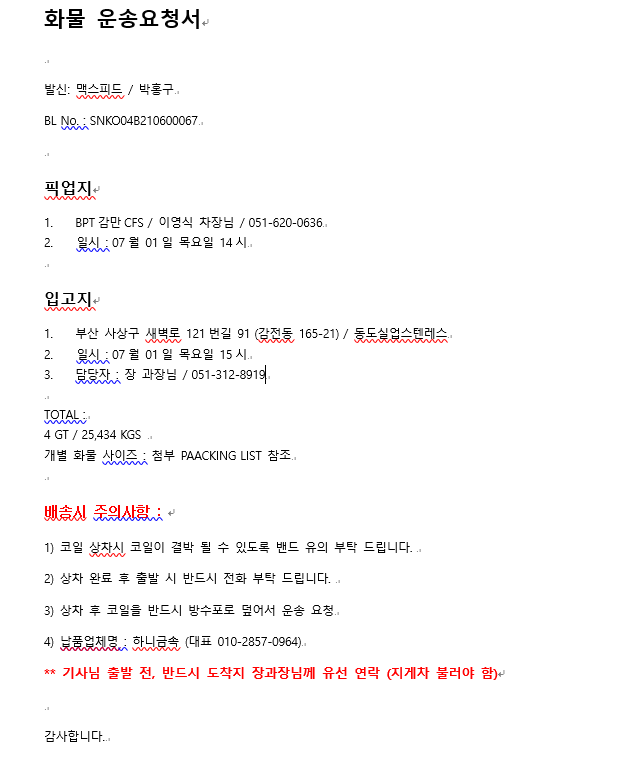 화물 운송요청서
발신: 맥스피드 / 박홍구
BL No. : SNKO04B210600067
픽업지
1. BPT 감만 CFS / 이영식 차장님 / 051-620-0636
2. 일시 : 07 월 01 일 목요일 14 시
입고지
1. 부산 사상구 새벽로 121 번길 91 (감전동 165-21) / 동도실업스텐레스
2. 일시 : 07 월 01 일 목요일 15 시
3. 담당자 : 장 과장님 / 051-312-8919
TOTAL :
4 GT / 25,434 KGS
개별 화물 사이즈 : 첨부 PAACKING LIST 참조
배송시 주의사항 :
1) 코일 상차시 코일이 결박 될 수 있도록 밴드 유의 부탁 드립니다.
2) 상차 완료 후 출발 시 반드시 전화 부탁 드립니다.
3) 상차 후 코일을 반드시 방수포로 덮어서 운송 요청
4) 납품업체명 : 하니금속 (대표 010-2857-0964)
** 기사님 출발 전, 반드시 도착지 장과장님께 유선 연락 (지게차 불러야 함)
감사합니다.